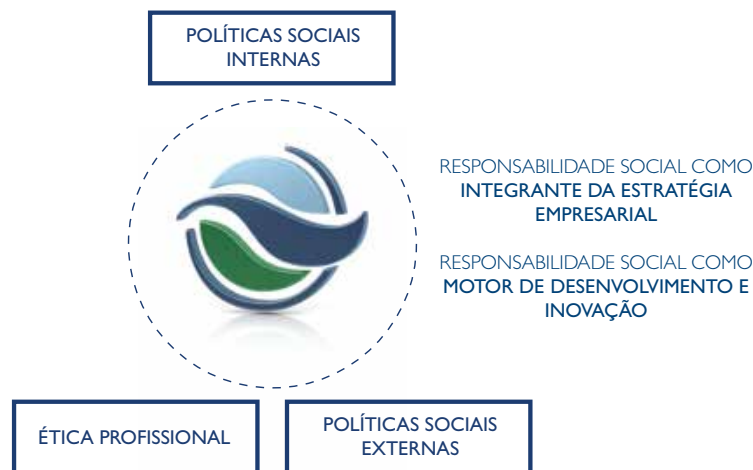 POLÍTICAS SOCIAIS
INTERNAS
RESPONSABILIDADE SOCIAL COMO
INTEGRANTE DA ESTRATÉGIA
EMPRESARIAL
RESPONSABILIDADE SOCIAL COMO
MOTOR DE DESENVOLVIMENTO E
INOVAÇÃO
ÉTICA PROFISSIONAL
POLÍTICAS SOCIAIS
EXTERNAS